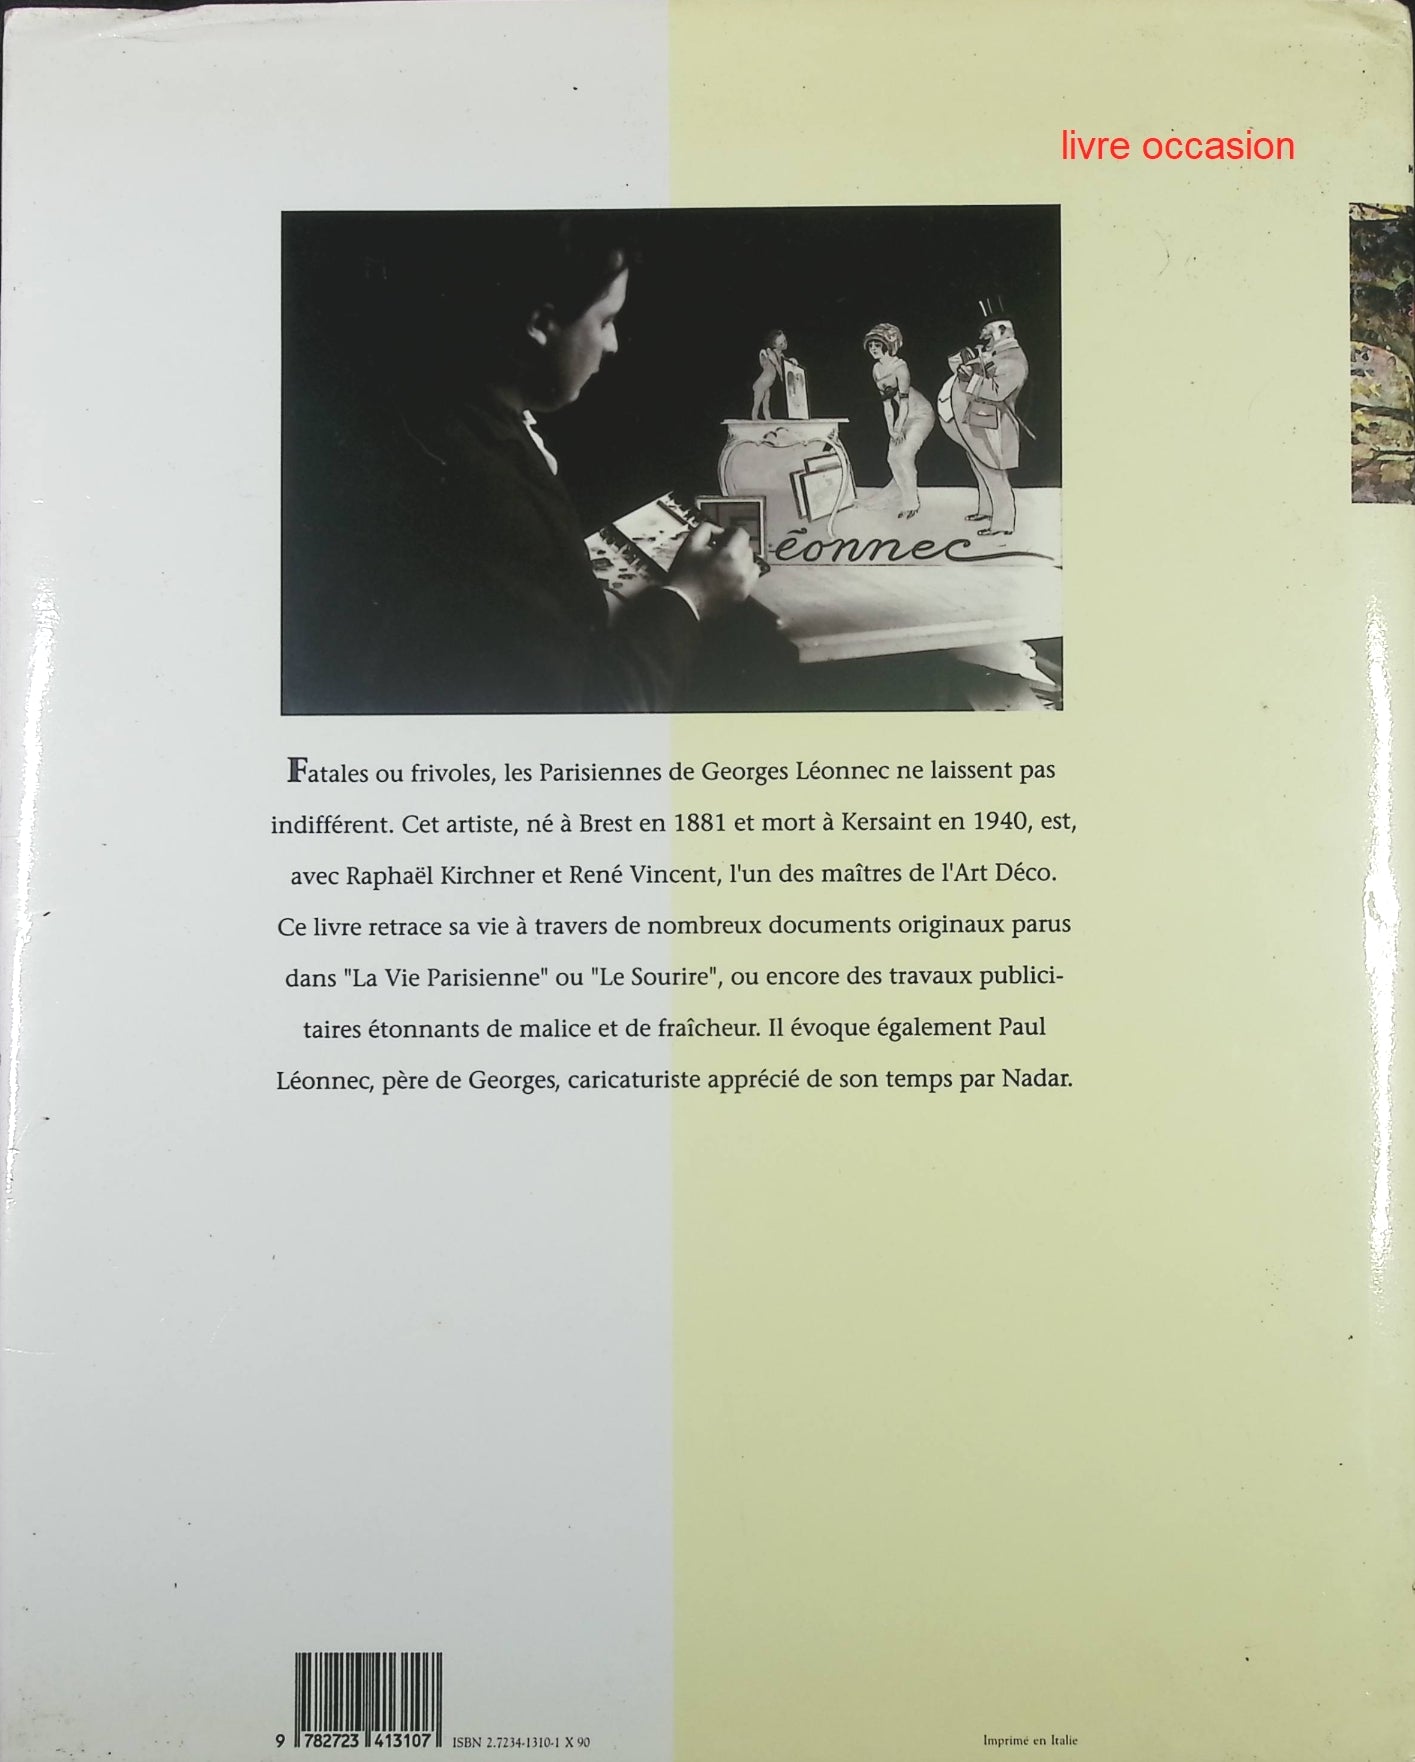 livre occasion
éonnec
Fatales ou frivoles, les Parisiennes de Georges Léonnec ne laissent pas
indifférent. Cet artiste, né à Brest en 1881 et mort à Kersaint en 1940, est,
avec Raphaël Kirchner et René Vincent, l'un des maîtres de l'Art Déco.
Ce livre retrace sa vie à travers de nombreux documents originaux parus
dans "La Vie Parisienne" ou "Le Sourire", ou encore des travaux publici-
taires étonnants de malice et de fraîcheur. Il évoque également Paul
Léonnec, père de Georges, caricaturiste apprécié de son temps par Nadar.
9 782723 413107
ISBN 2.7234-1310-1 X 90
Imprimé en Italie